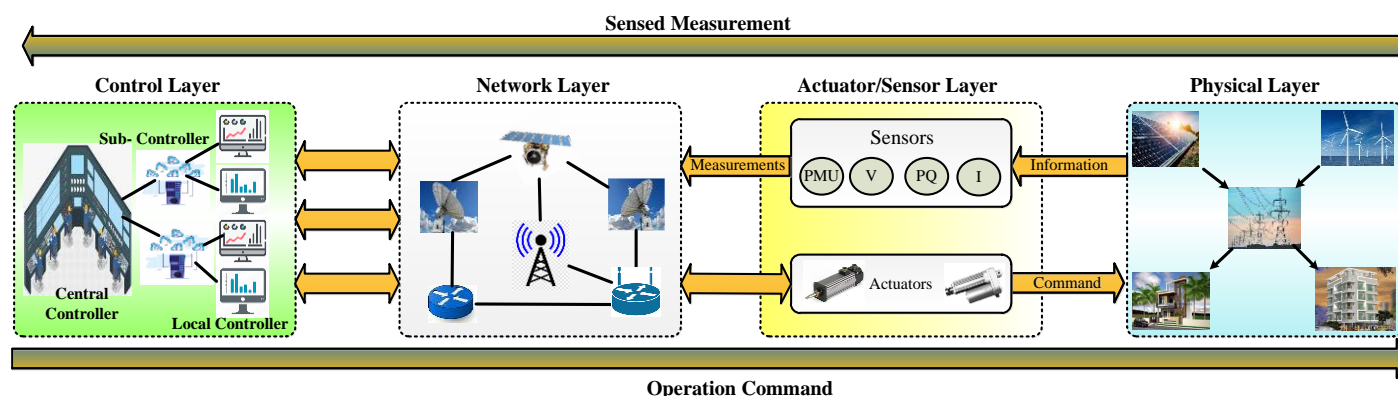 Sensed Measurement
Control Layer
Network Layer
Actuator/Sensor Layer
Physical Layer
Sub- Controller
Central
Controller
Local Controller
Measurements
Sensors
PMU
V
PQ
I
Information
Actuators
Command
Operation Command